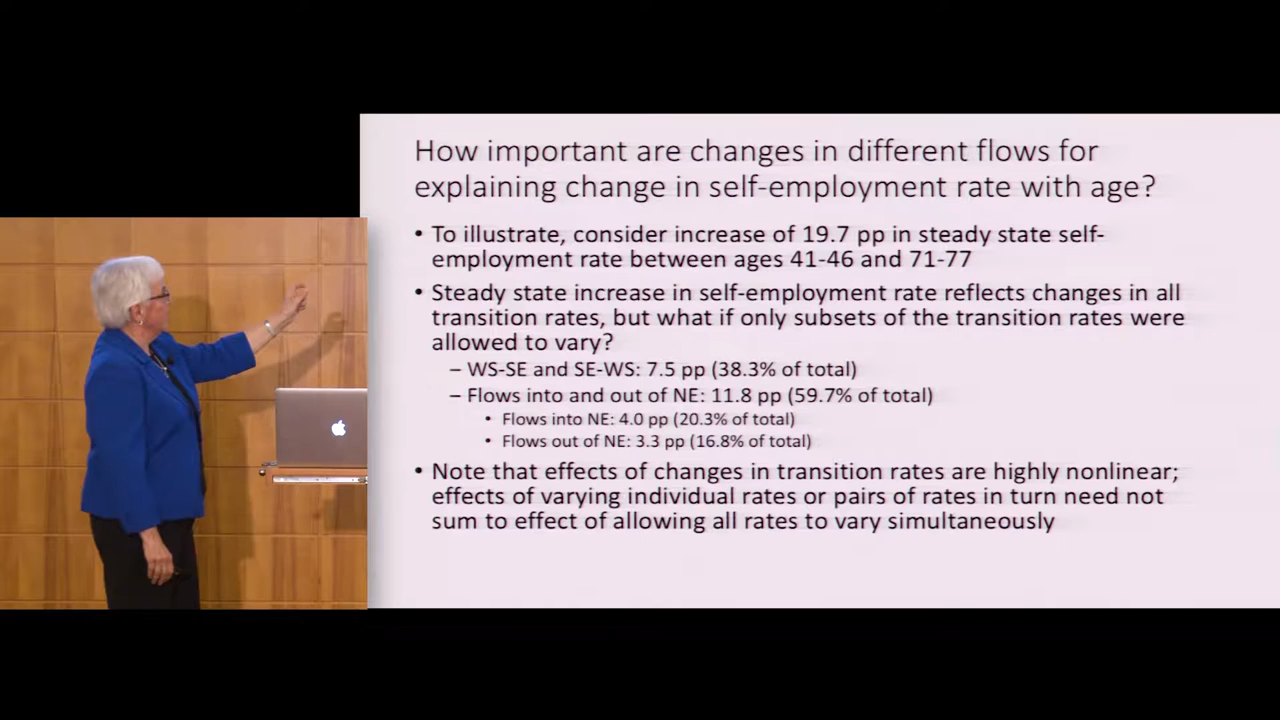 How important are changes in different flows for
explaining change in self-employment rate with age?
• To illustrate, consider increase of 19.7 pp in steady state self-
employment rate between ages 41-46 and 71-77
• Steady state increase in self-employment rate reflects changes in all
transition rates, but what if only subsets of the transition rates were
allowed to vary?
– WS-SE and SE-WS: 7.5 pp (38.3% of total)
– Flows into and out of NE: 11.8 pp (59.7% of total)
• Flows into NE: 4.0 pp (20.3% of total)
• Flows out of NE: 3.3 pp (16.8% of total)
• Note that effects of changes in transition rates are highly nonlinear;
effects of varying individual rates or pairs of rates in turn need not
sum to effect of allowing all rates to vary simultaneously